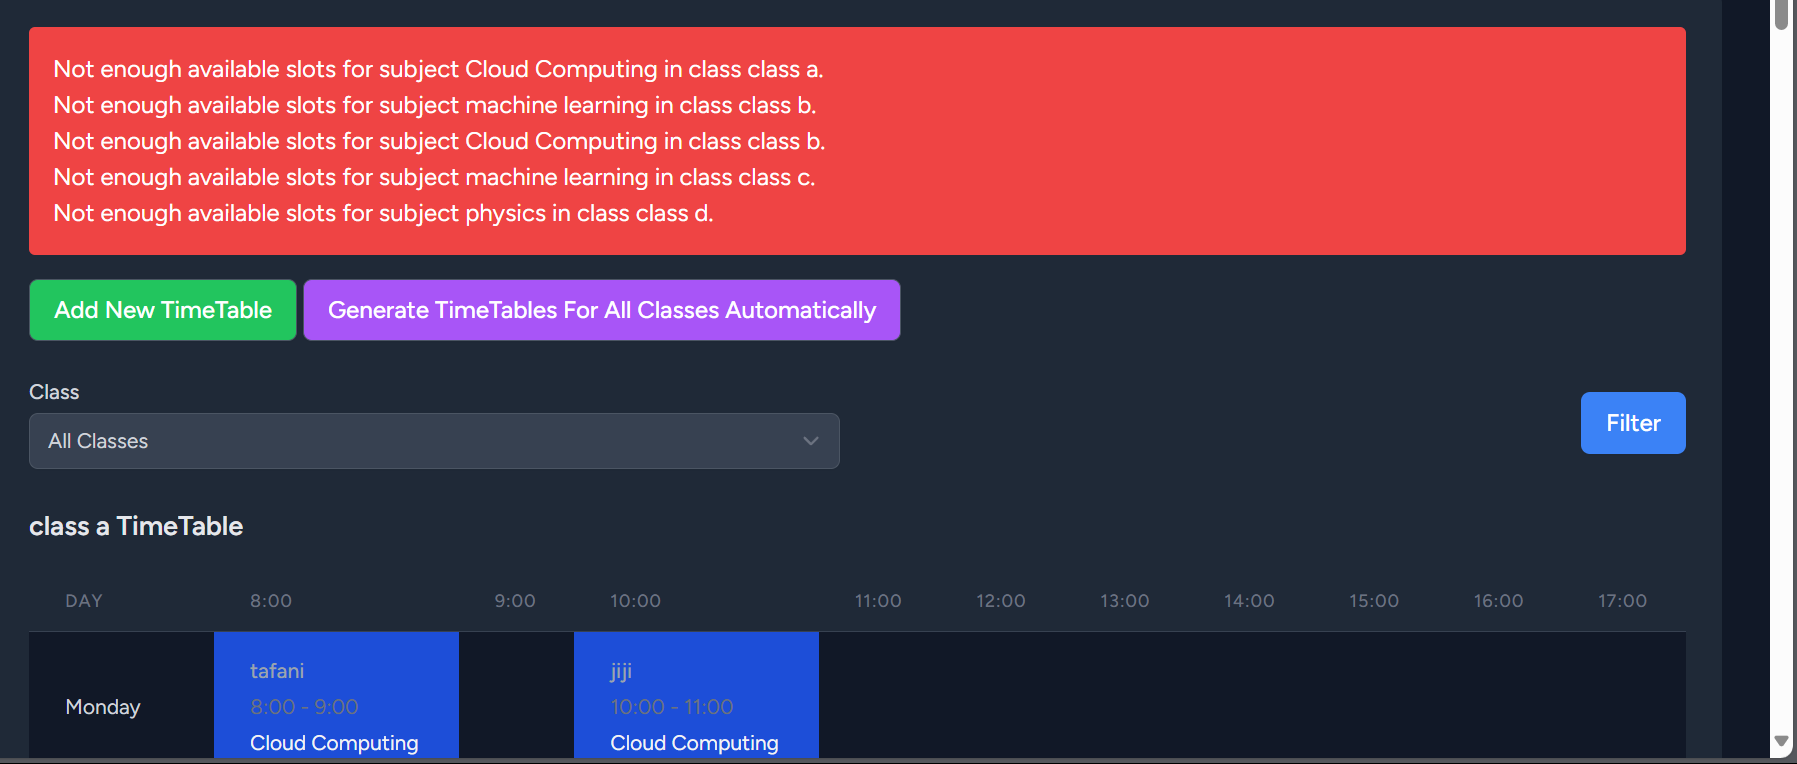 Not enough available slots for subject Cloud Computing in class class a.
Not enough available slots for subject machine learning in class class b.
Not enough available slots for subject Cloud Computing in class class b.
Not enough available slots for subject machine learning in class class c.
Not enough available slots for subject physics in class class d.
Add New TimeTable Generate TimeTables For All Classes Automatically
Class
All Classes
Filter
class a TimeTable
DAY 8:00 9:00 10:00 11:00 12:00 13:00 14:00 15:00 16:00 17:00
tafani jiji
Monday 8:00 - 9:00 10:00 - 11:00
Cloud Computing Cloud Computing